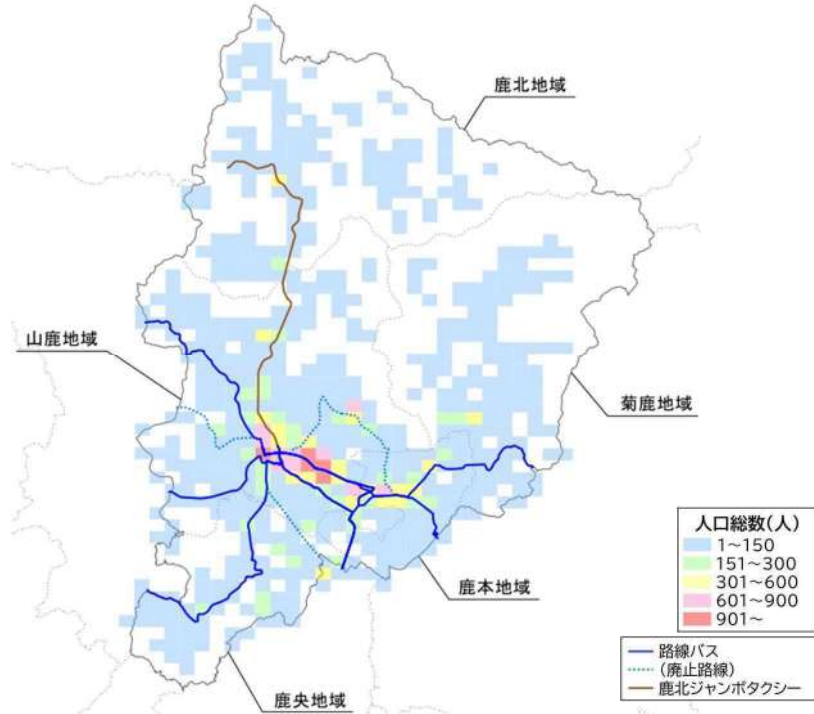 鹿北地域
山鹿地域
菊鹿地域
鹿本地域
鹿央地域
人口総数(人)
1~150
151~300
301~600
601~900
901~
路線バス
(廃止路線)
鹿北ジャンボタクシー